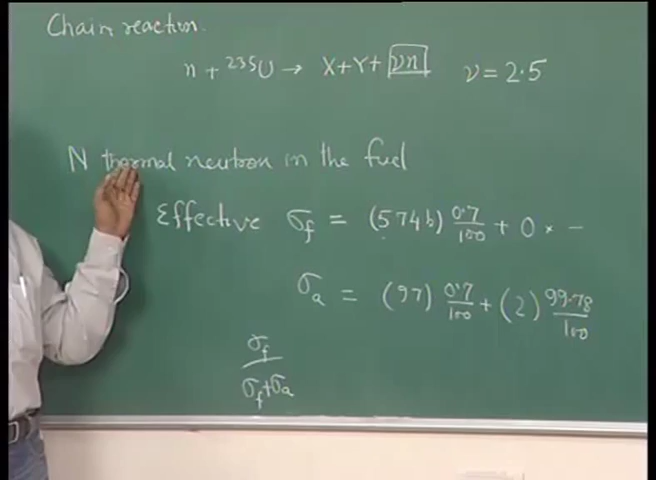 Chain reaction.
n + ²³⁵U → X+Y+ νn ν = 2.5
N thermal neutron in the fuel
Effective σf = (574b) 0.7/100 + 0 × –
σa = (97) 0.7/100 + (2) 99.78/100
σf/σf+σa